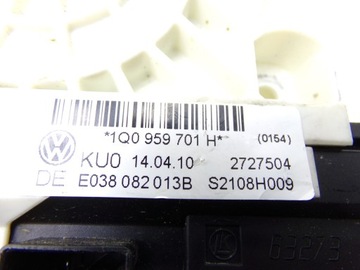 *1Q0 959 701 H* (0154)
KU0 14.04.10 2727504
DE E038 082 013B S2108H009